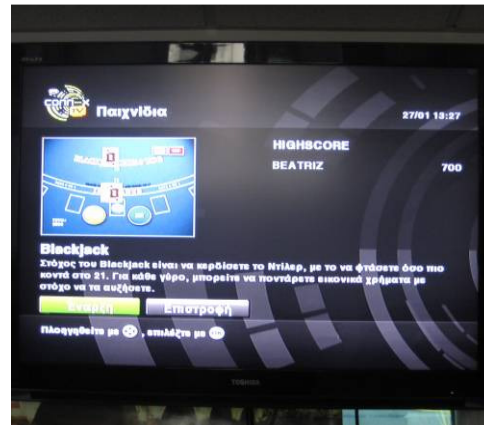 conn-x
TV
Παιχνίδια
27/01 13:27
HIGHSCORE
BEATRIZ 700
Blackjack
Στόχος του Blackjack είναι να κερδίσετε το Ντίλερ, με το να φτάσετε όσο πιο
κοντά στο 21. Για κάθε γύρο, μπορείτε να ποντάρετε εικονικά χρήματα με
στόχο να τα αυξήσετε.
Έναρξη Επιστροφή
Πλοηγηθείτε με , επιλέξτε με
TOSHIBA